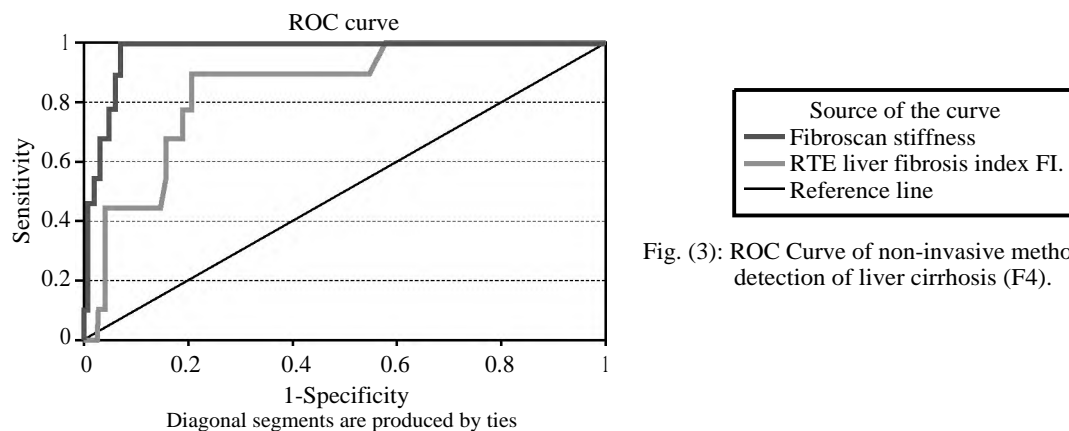 ROC curve
1
0.8
0.6
0.4
0.2
0
Sensitivity
0 0.2 0.4 0.6 0.8 1
1-Specificity
Diagonal segments are produced by ties
Source of the curve
Fibroscan stiffness
RTE liver fibrosis index FI.
Reference line
Fig. (3): ROC Curve of non-invasive metho
detection of liver cirrhosis (F4).